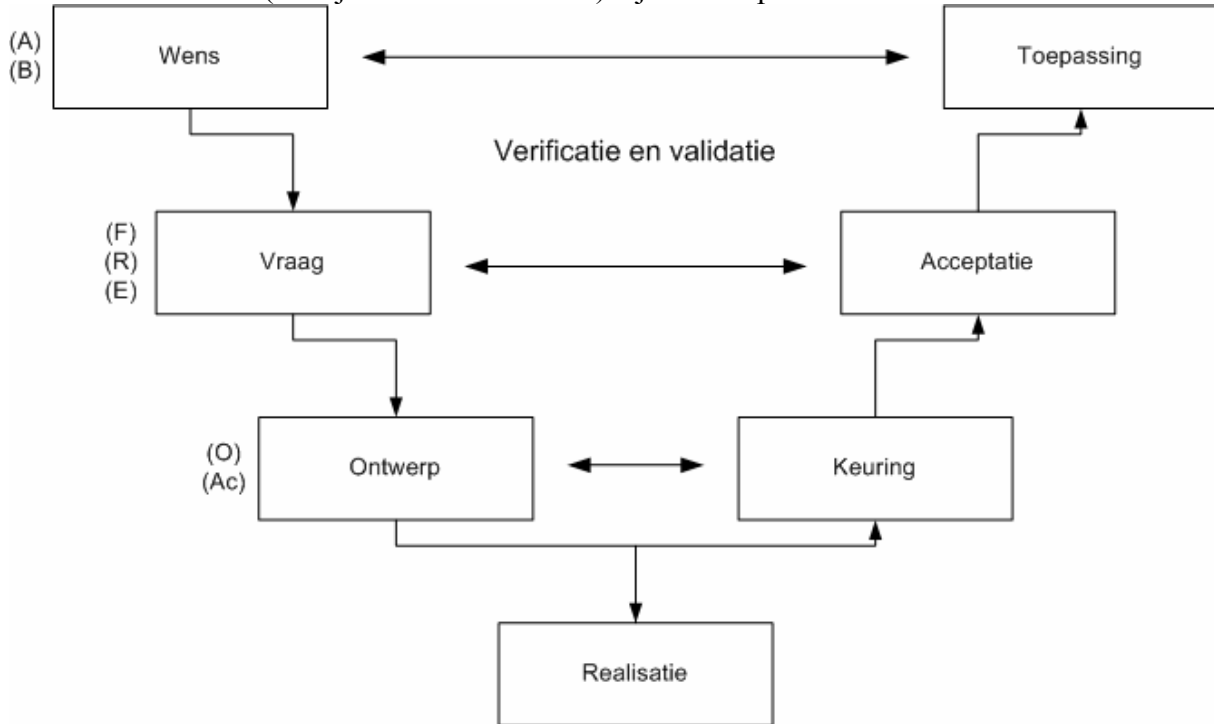 (A)
(B)
Wens
Toepassing
Verificatie en validatie
(F)
(R)
(E)
Vraag
Acceptatie
(O)
(Ac)
Ontwerp
Keuring
Realisatie